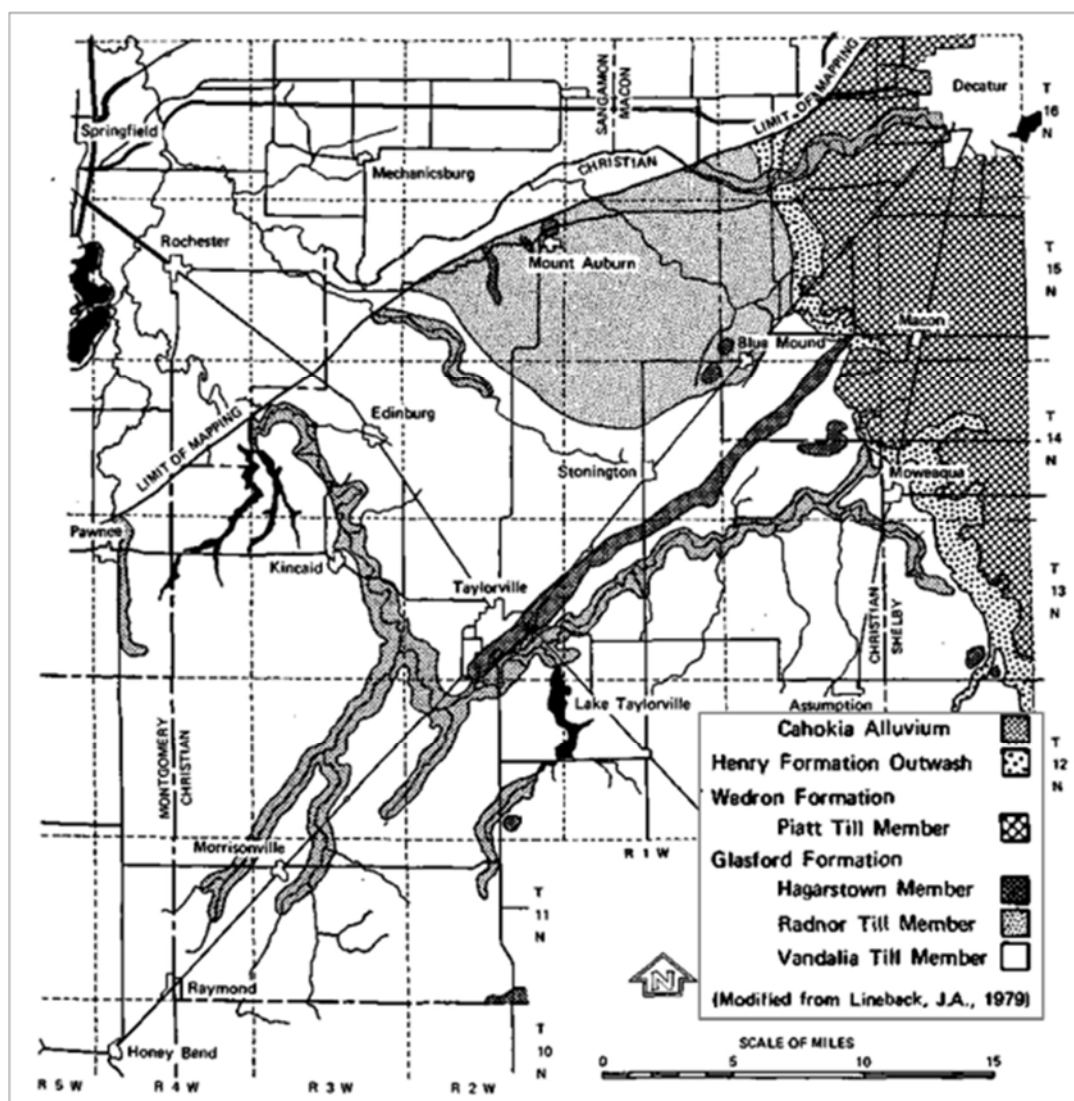 Decatur
T
16
N
SANGAMON
MACON
LIMIT OF MAPPING
Springfield
CHRISTIAN
Mechanicsburg
Rochester
Mount Auburn
T
15
N
Macon
Blue Mound
Edinburg
LIMIT OF MAPPING
T
14
N
Stonington
Moweaqua
Pawnee
Kincaid
Taylorville
T
13
N
CHRISTIAN
SHELBY
Lake Taylorville
Assumption
MONTGOMERY
CHRISTIAN
T
12
N
Cahokia Alluvium
Henry Formation Outwash
Wedron Formation
Piatt Till Member
Glasford Formation
Hagarstown Member
Radnor Till Member
Vandalia Till Member
(Modified from Lineback, J.A., 1979)
Morrisonville
R 1 W
T
11
N
N
Raymond
T
10
N
Honey Bend
SCALE OF MILES
0 5 10 15
R 5 W R 4 W R 3 W R 2 W